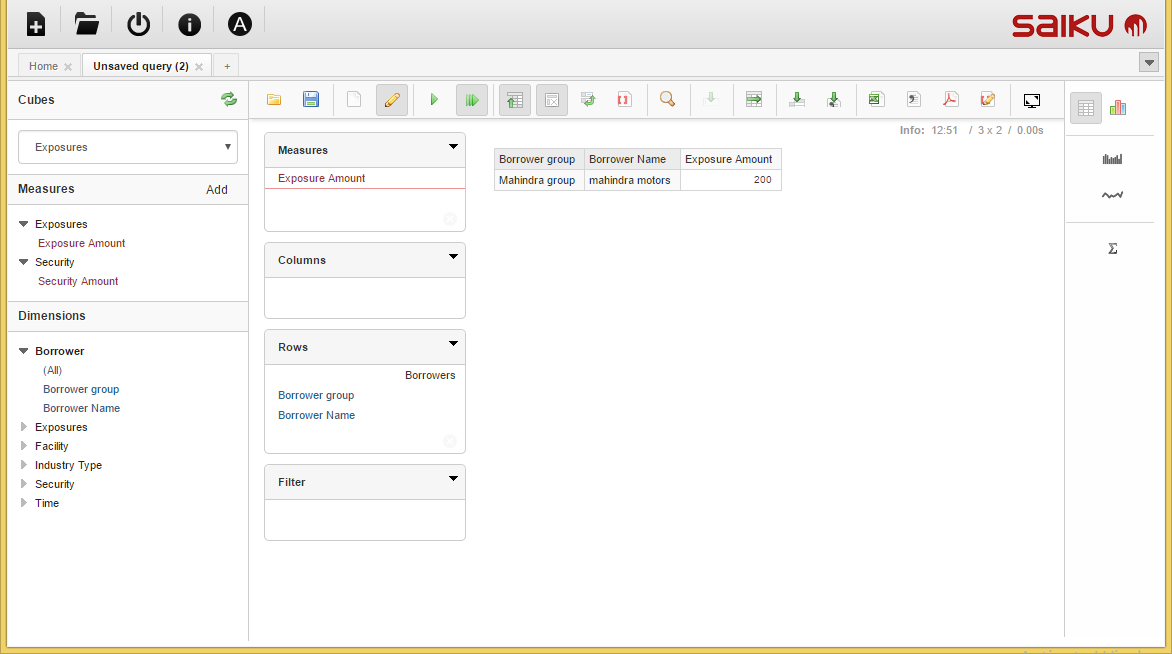 SAIKU
Home
Unsaved query (2)
+
Cubes
Exposures
Measures Add
Exposures
Exposure Amount
Security
Security Amount
Dimensions
Borrower
(All)
Borrower group
Borrower Name
Exposures
Facility
Industry Type
Security
Time
Measures
Exposure Amount
Columns
Rows
Borrowers
Borrower group
Borrower Name
Filter
Info: 12:51 / 3 x 2 / 0.00s
Borrower group Borrower Name Exposure Amount
Mahindra group mahindra motors 200
Σ